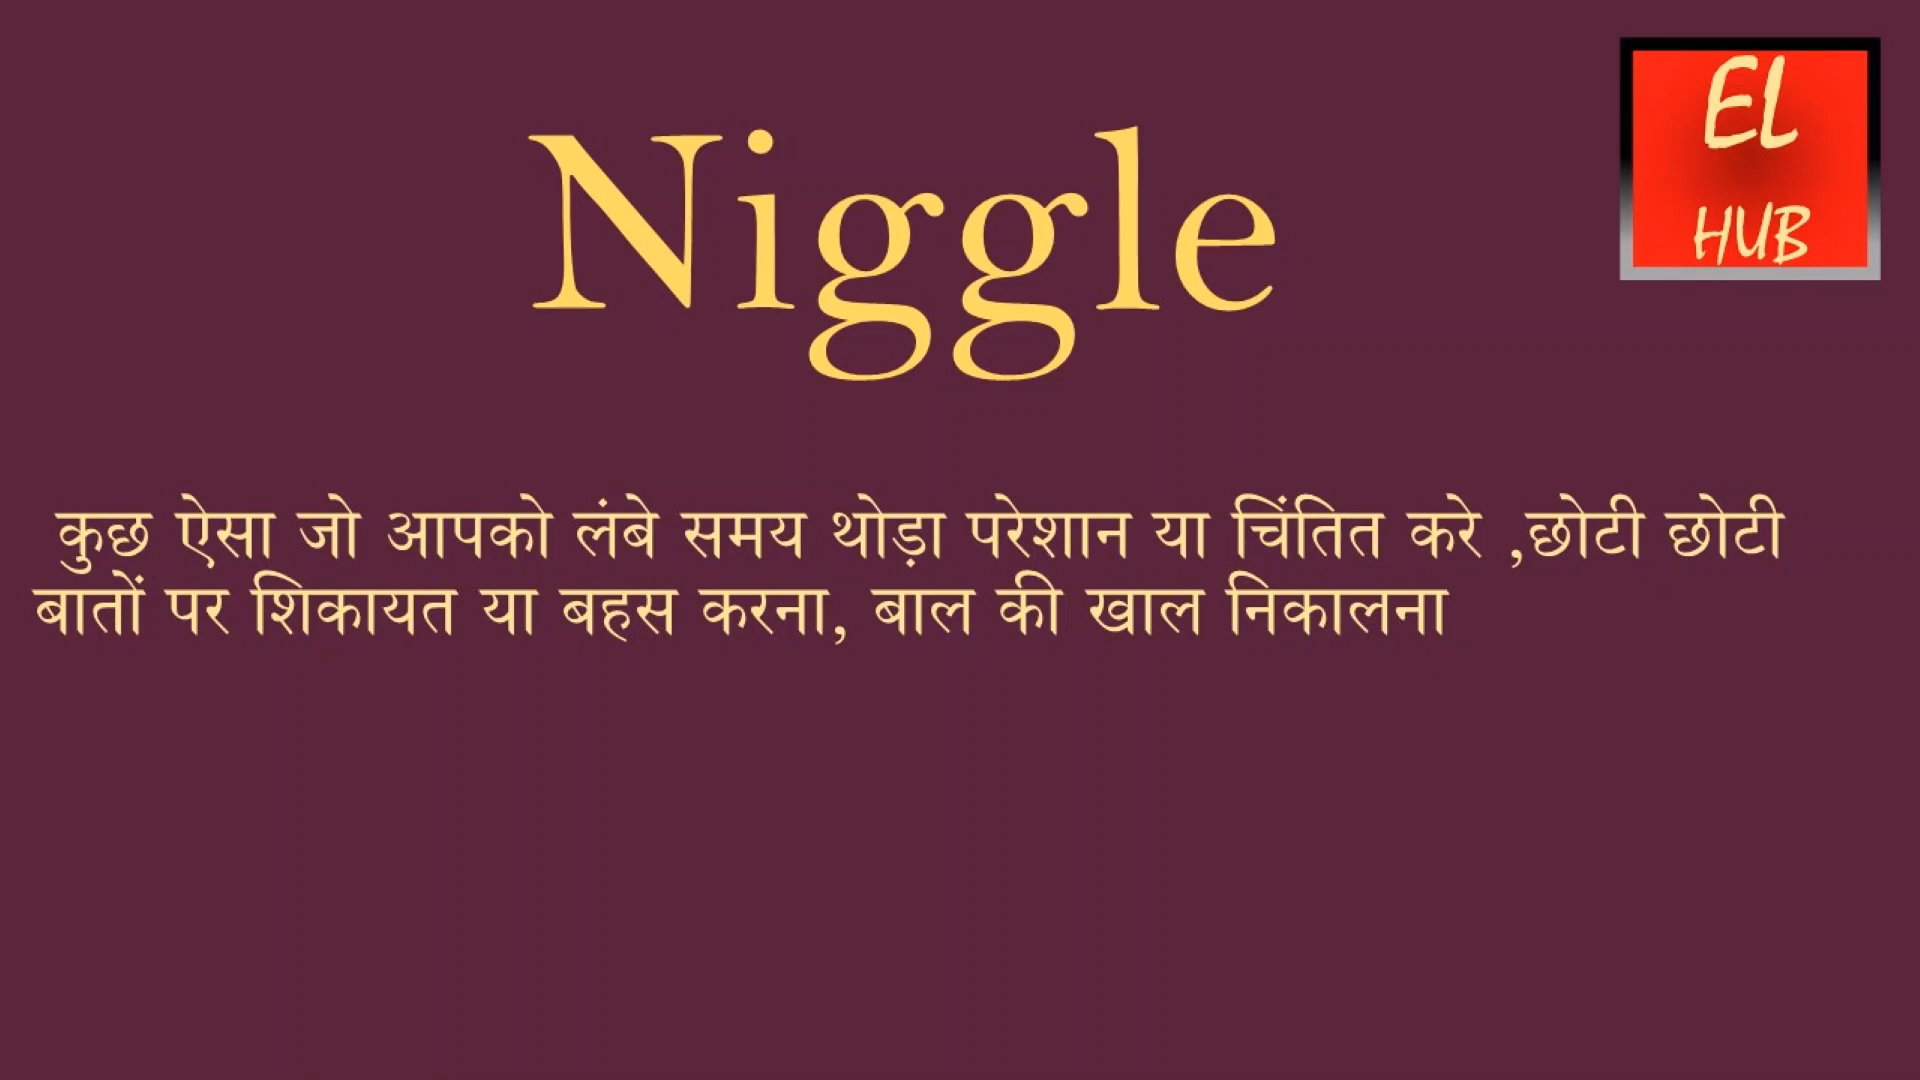 Niggle
EL
HUB
कुछ ऐसा जो आपको लंबे समय थोड़ा परेशान या चिंतित करे ,छोटी छोटी
बातों पर शिकायत या बहस करना, बाल की खाल निकालना